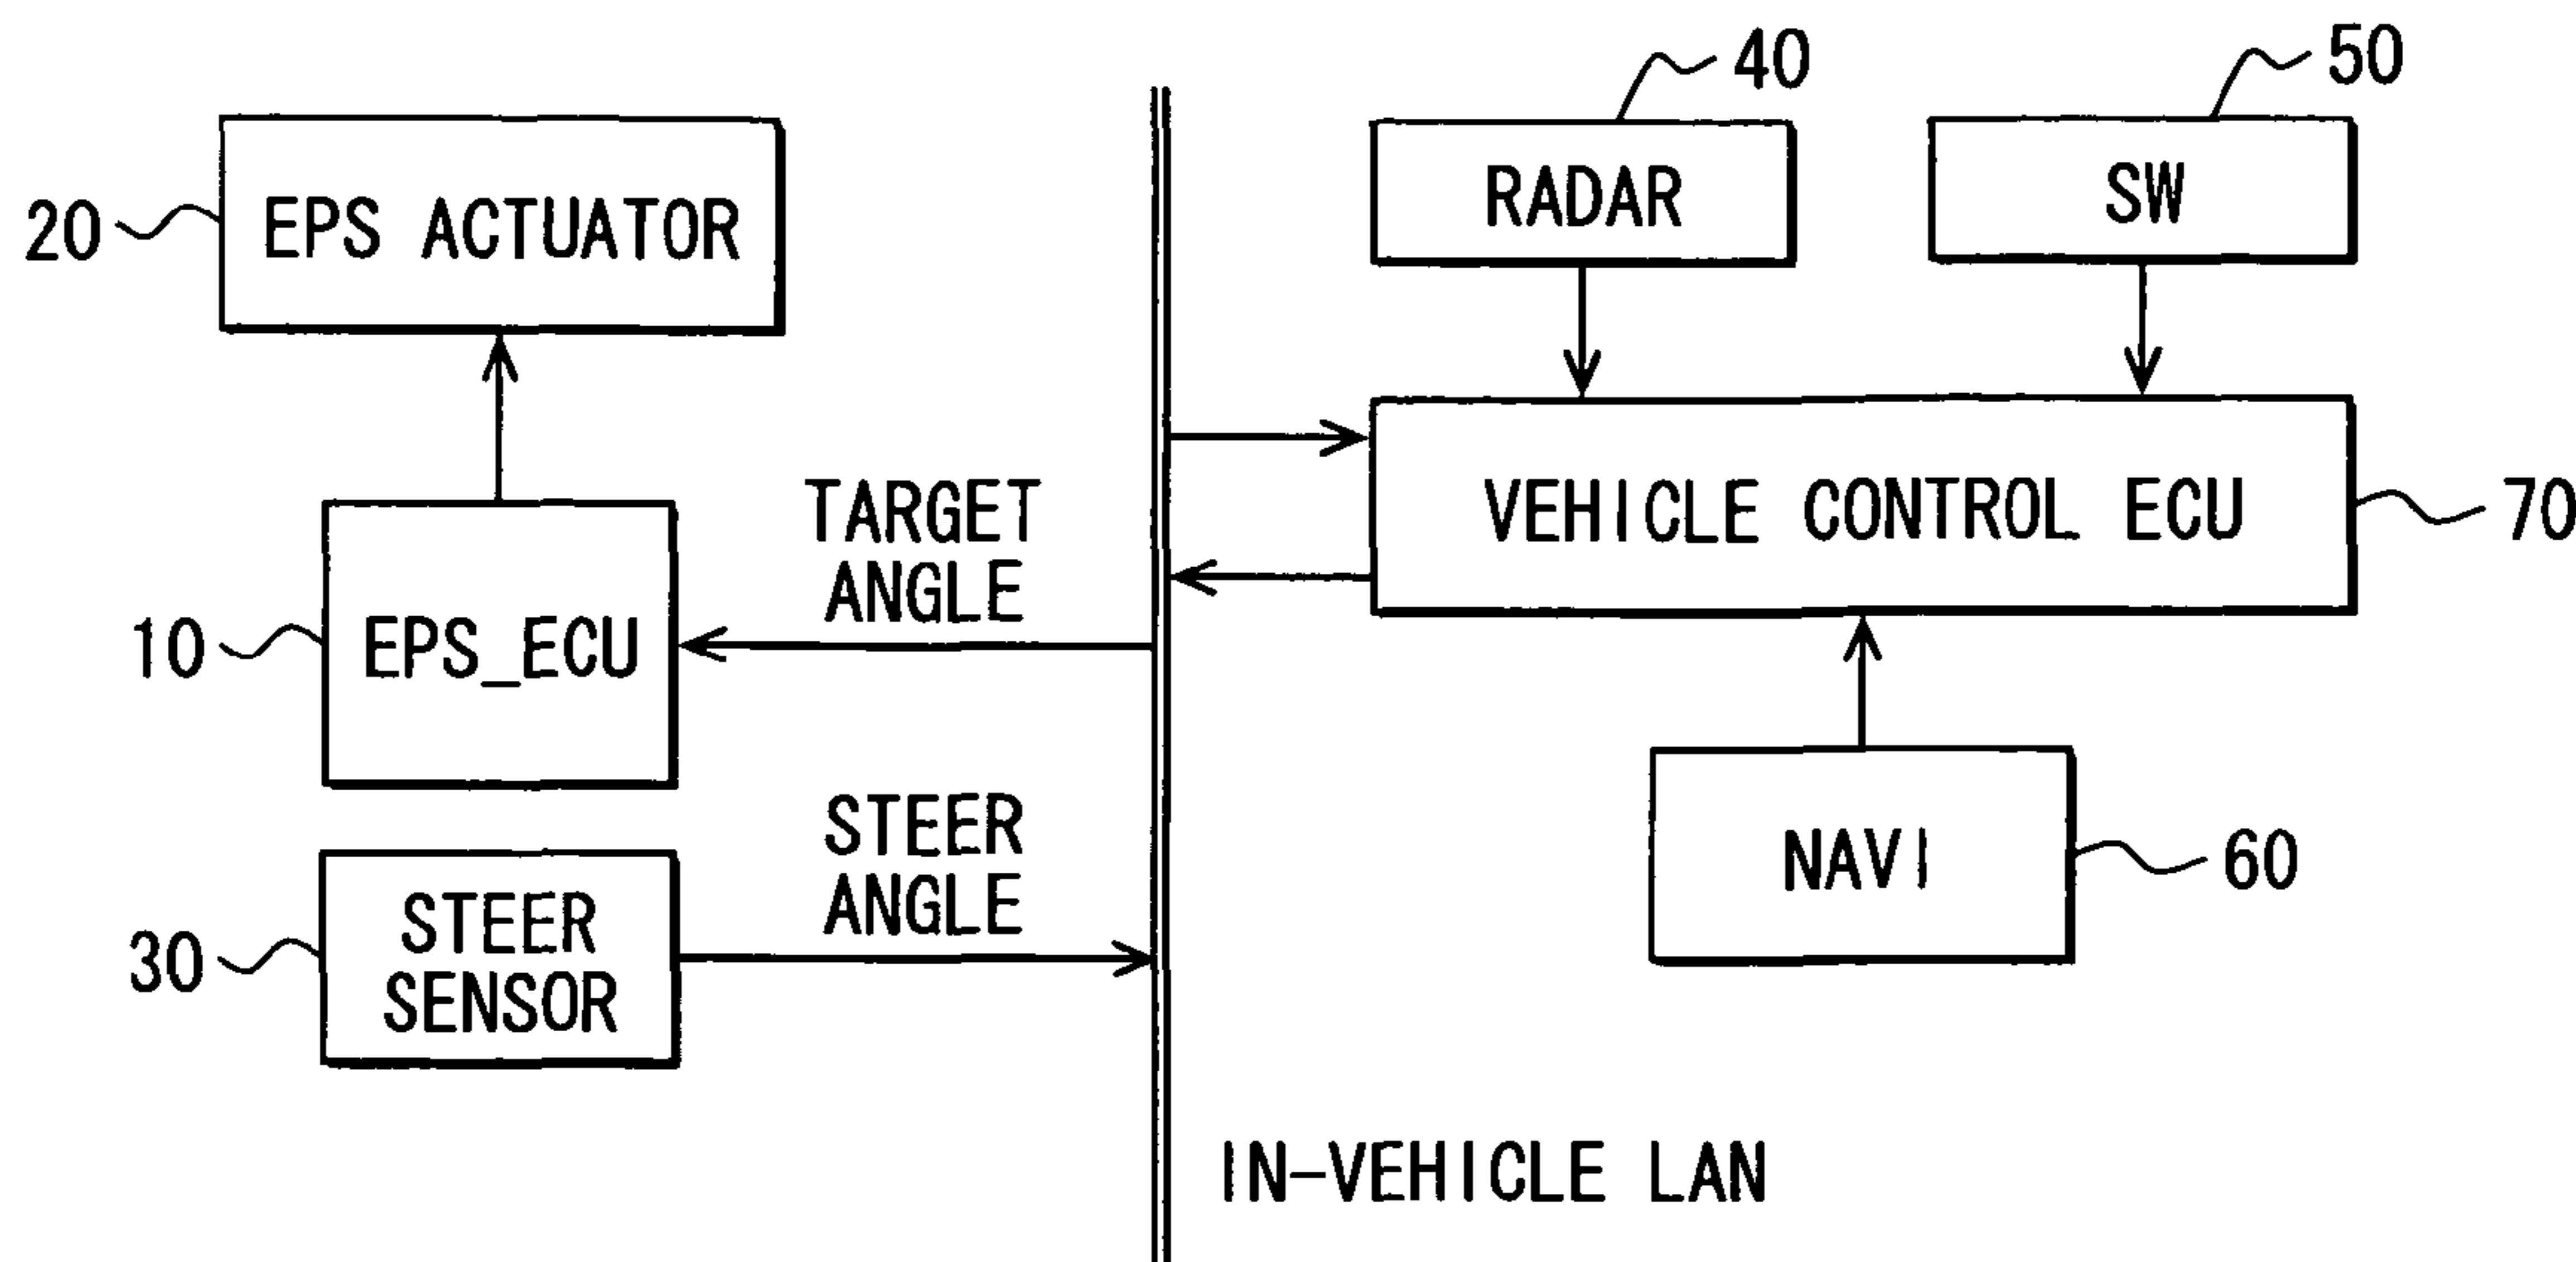 40
50
20
EPS ACTUATOR
RADAR
SW
TARGET
ANGLE
VEHICLE CONTROL ECU
70
10
EPS_ECU
STEER
ANGLE
NAVI
60
30
STEER
SENSOR
IN-VEHICLE LAN